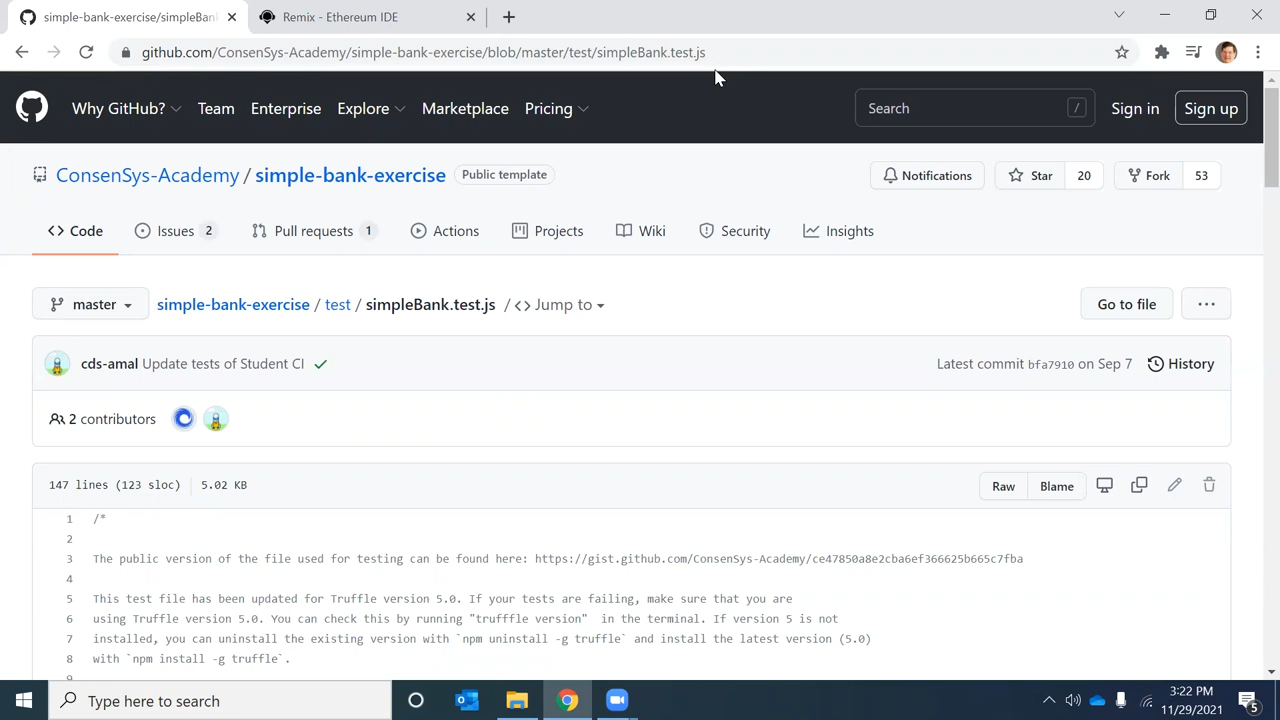 simple-bank-exercise/simpleBan
Remix - Ethereum IDE
github.com/ConsenSys-Academy/simple-bank-exercise/blob/master/test/simpleBank.test.js
Why GitHub? Team Enterprise Explore Marketplace Pricing Search / Sign in Sign up
ConsenSys-Academy / simple-bank-exercise Public template Notifications Star 20 Fork 53
Code Issues 2 Pull requests 1 Actions Projects Wiki Security Insights
master simple-bank-exercise / test / simpleBank.test.js / <> Jump to Go to file ...
cds-amal Update tests of Student CI Latest commit bfa7910 on Sep 7 History
2 contributors
147 lines (123 sloc) 5.02 KB Raw Blame
1 /*
2
3 The public version of the file used for testing can be found here: https://gist.github.com/ConsenSys-Academy/ce47850a8e2cba6ef366625b665c7fba
4
5 This test file has been updated for Truffle version 5.0. If your tests are failing, make sure that you are
6 using Truffle version 5.0. You can check this by running "trufffle version"  in the terminal. If version 5 is not
7 installed, you can uninstall the existing version with `npm uninstall -g truffle` and install the latest version (5.0)
8 with `npm install -g truffle`.
9
Type here to search
3:22 PM
11/29/2021
5